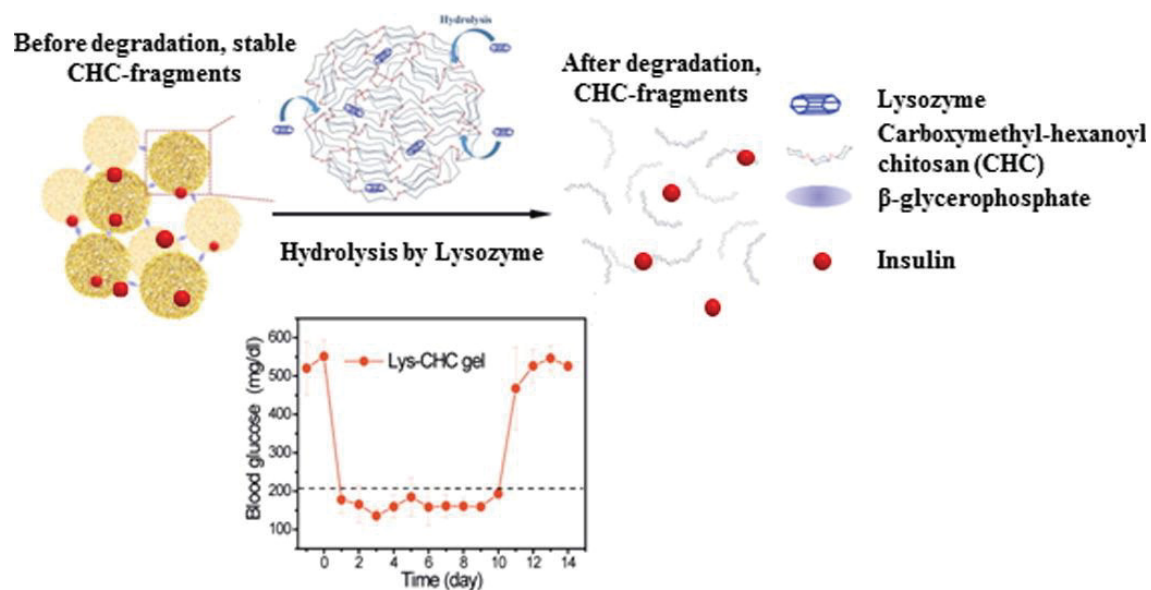 Before degradation, stable
CHC-fragments
Hydrolysis
Hydrolysis by Lysozyme
After degradation,
CHC-fragments
Lysozyme
Carboxymethyl-hexanoyl
chitosan (CHC)
β-glycerophosphate
Insulin
Blood glucose (mg/dl)
600
500
400
300
200
100
Lys-CHC gel
0 2 4 6 8 10 12 14
Time (day)